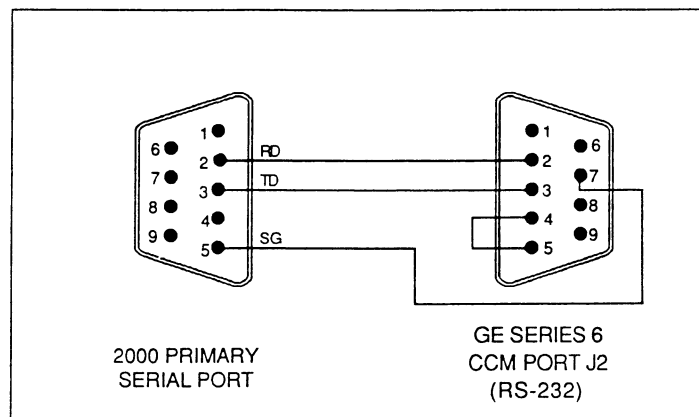 1
6
RD
2
7
TD
3
8
4
9
SG
5
1
6
2
7
3
8
4
9
5
2000 PRIMARY
SERIAL PORT
GE SERIES 6
CCM PORT J2
(RS-232)